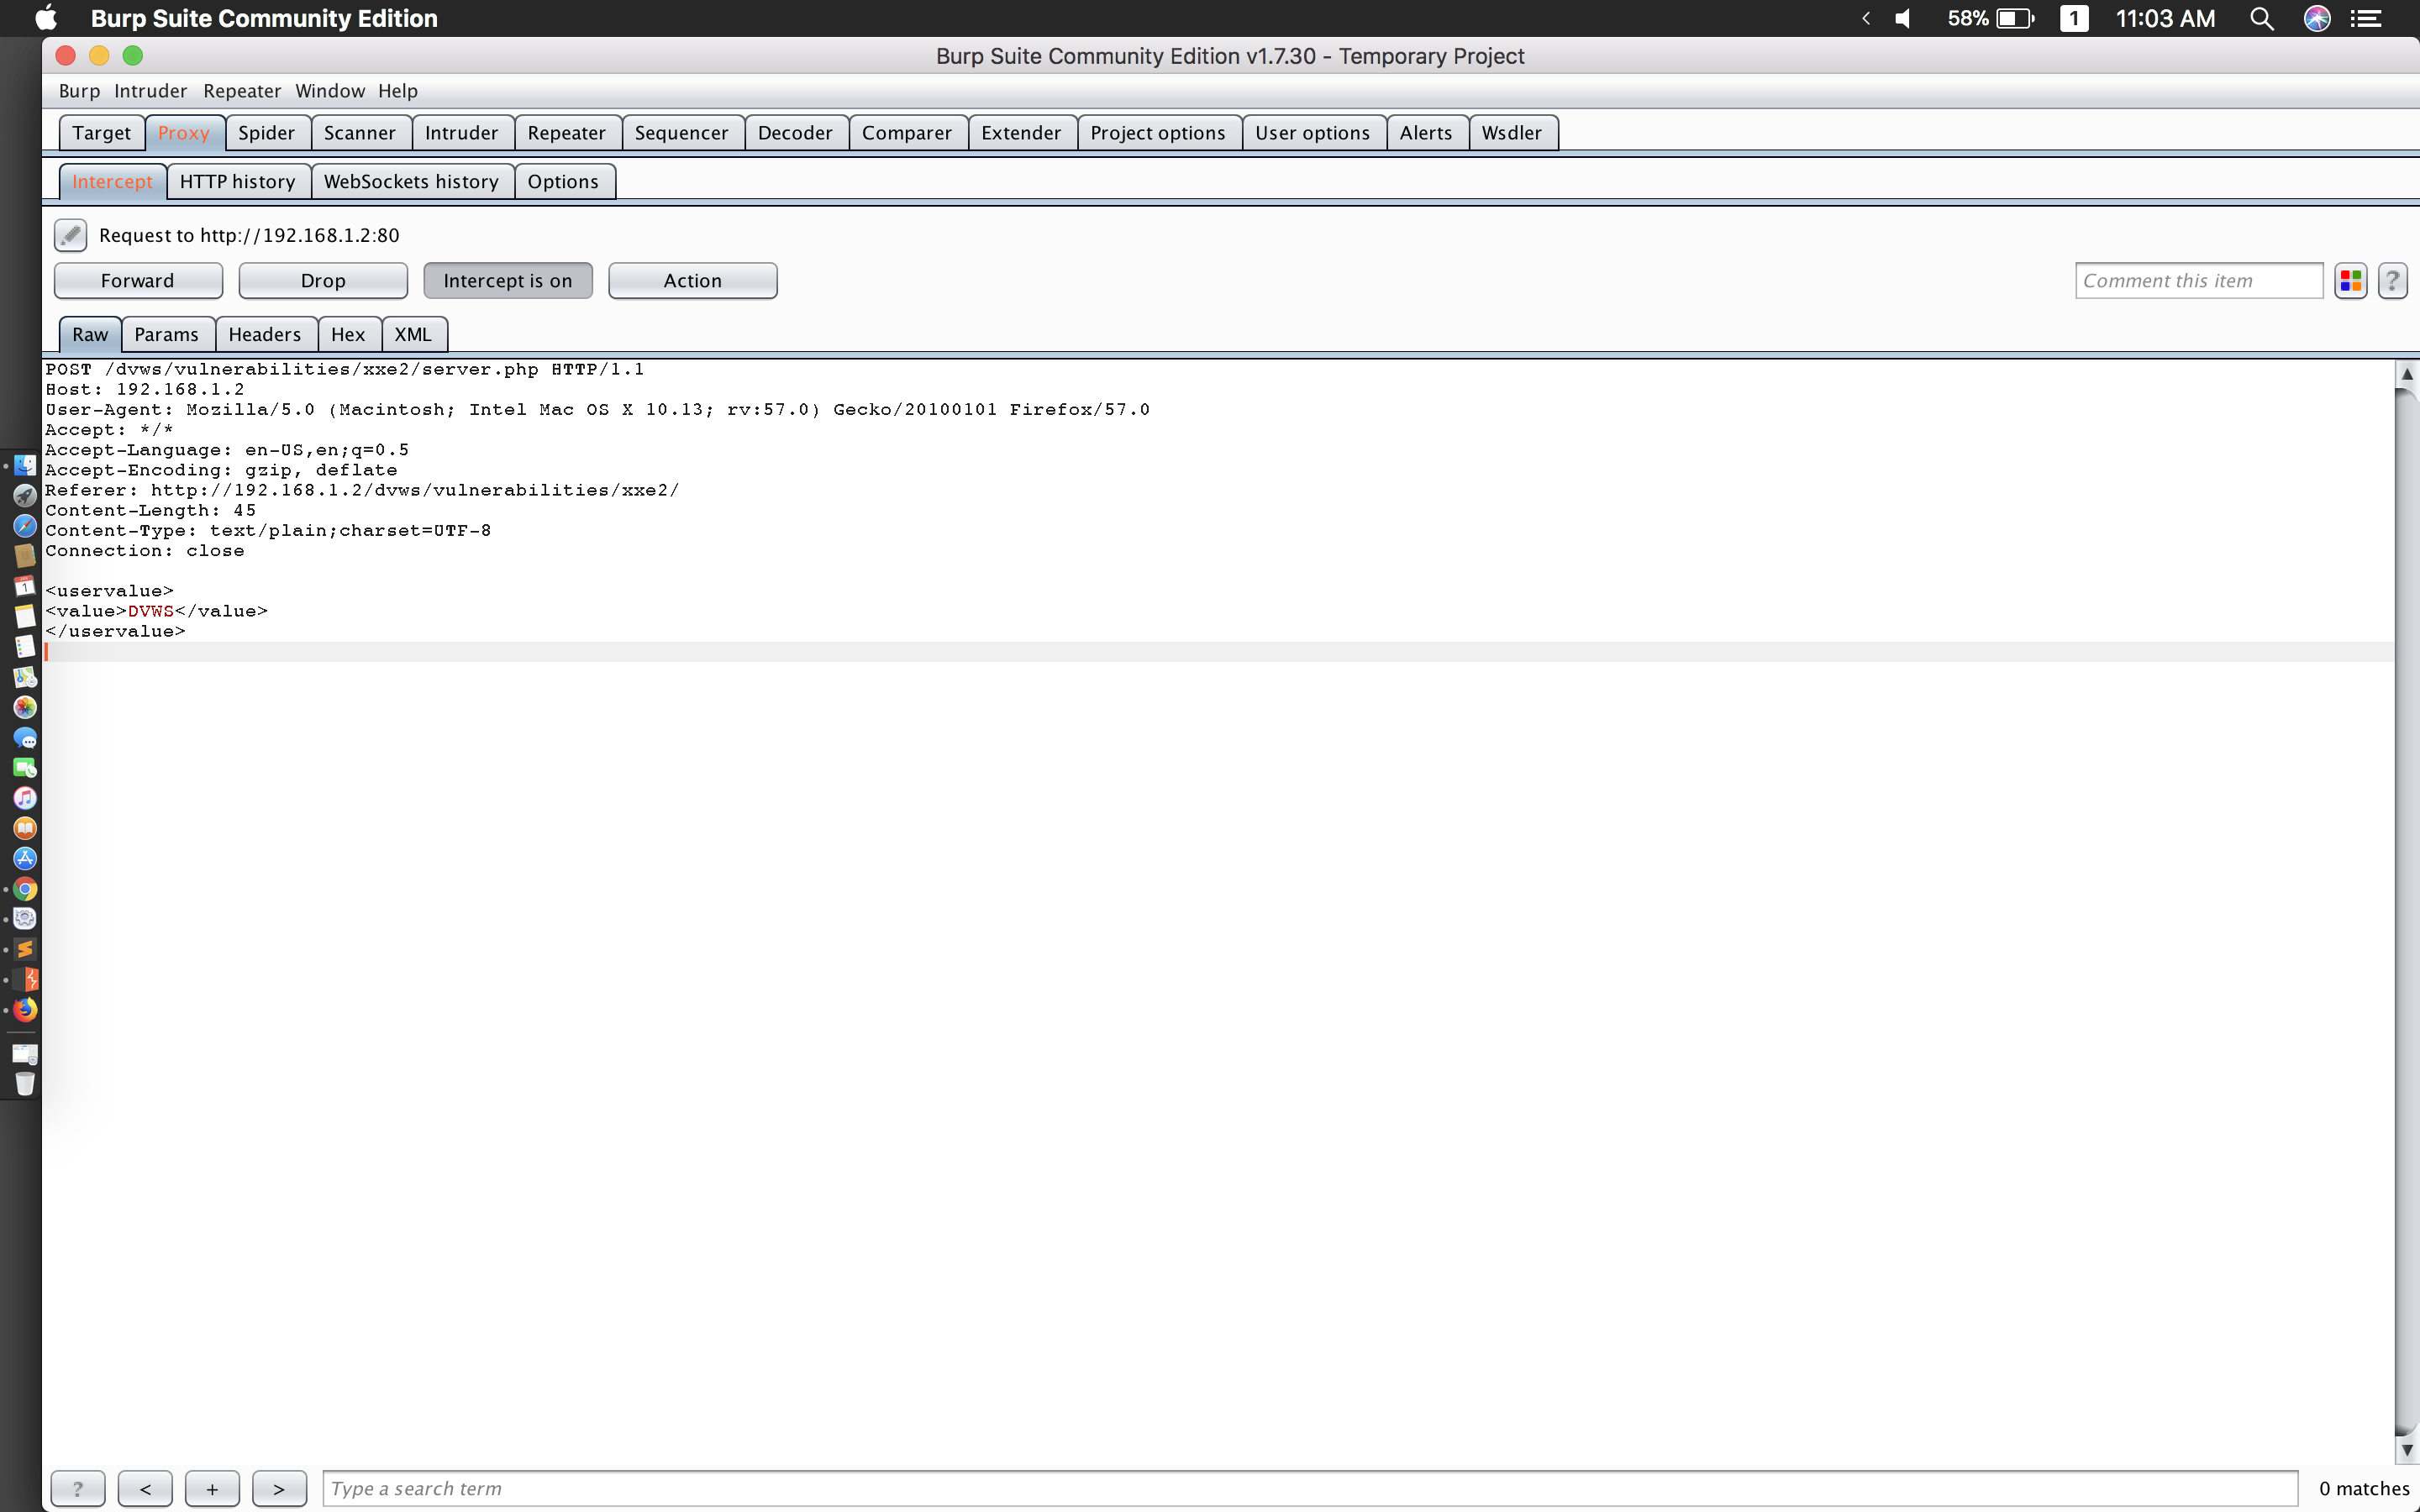 Burp Suite Community Edition
58%
1
11:03 AM
Burp Suite Community Edition v1.7.30 - Temporary Project
Burp Intruder Repeater Window Help
Target Proxy Spider Scanner Intruder Repeater Sequencer Decoder Comparer Extender Project options User options Alerts Wsdler
Intercept HTTP history WebSockets history Options
Request to http://192.168.1.2:80
Forward Drop Intercept is on Action Comment this item ?
Raw Params Headers Hex XML
POST /dvws/vulnerabilities/xxe2/server.php HTTP/1.1
Host: 192.168.1.2
User-Agent: Mozilla/5.0 (Macintosh; Intel Mac OS X 10.13; rv:57.0) Gecko/20100101 Firefox/57.0
Accept: */*
Accept-Language: en-US,en;q=0.5
Accept-Encoding: gzip, deflate
Referer: http://192.168.1.2/dvws/vulnerabilities/xxe2/
Content-Length: 45
Content-Type: text/plain;charset=UTF-8
Connection: close
<uservalue>
<value>DVWS</value>
</uservalue>
? < + > Type a search term 0 matches